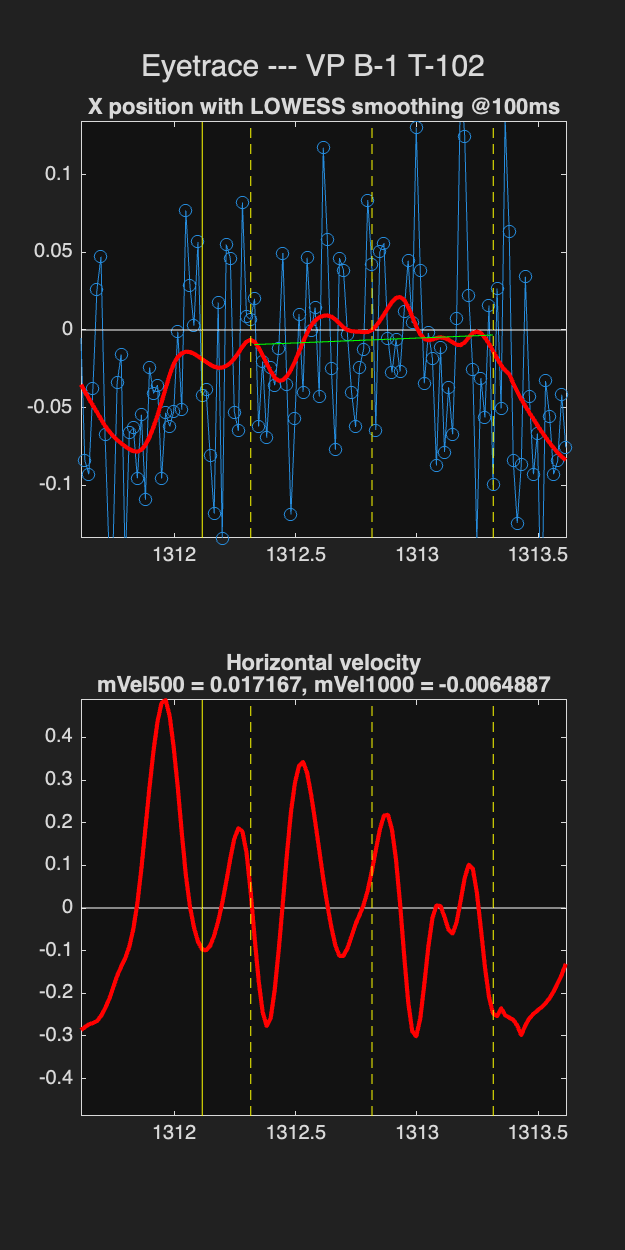 Eyetrace --- VP B-1 T-102
X position with LOWESS smoothing @100ms
0.1
0.05
0
-0.05
-0.1
1312 1312.5 1313 1313.5
Horizontal velocity
mVel500 = 0.017167, mVel1000 = -0.0064887
0.4
0.3
0.2
0.1
0
-0.1
-0.2
-0.3
-0.4
1312 1312.5 1313 1313.5